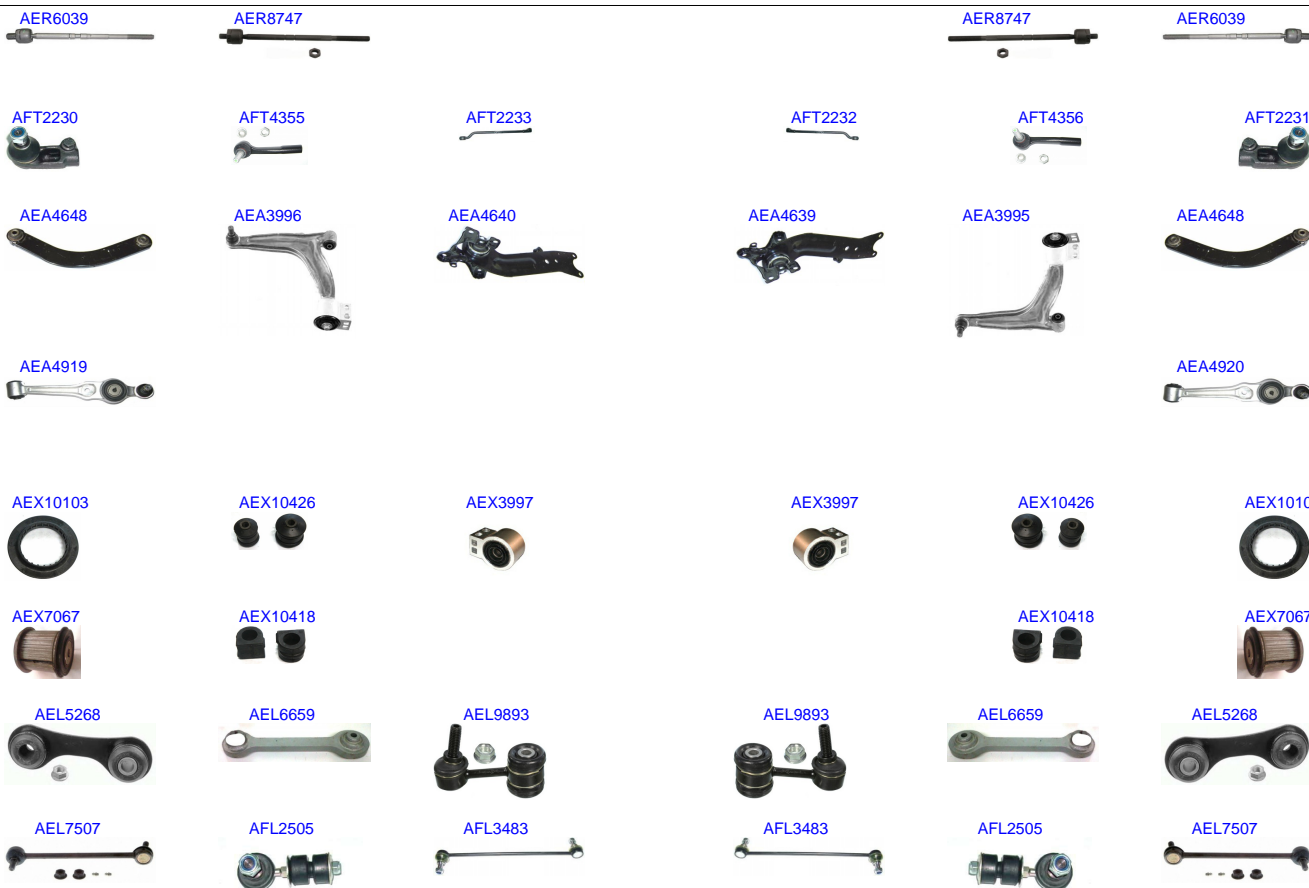 AER6039 AER8747 AER8747 AER6039
AFT2230 AFT4355 AFT2233 AFT2232 AFT4356 AFT2231
AEA4648 AEA3996 AEA4640 AEA4639 AEA3995 AEA4648
AEA4919 AEA4920
AEX10103 AEX10426 AEX3997 AEX3997 AEX10426 AEX1010
AEX7067 AEX10418 AEX10418 AEX7067
AEL5268 AEL6659 AEL9893 AEL9893 AEL6659 AEL5268
AEL7507 AFL2505 AFL3483 AFL3483 AFL2505 AEL7507